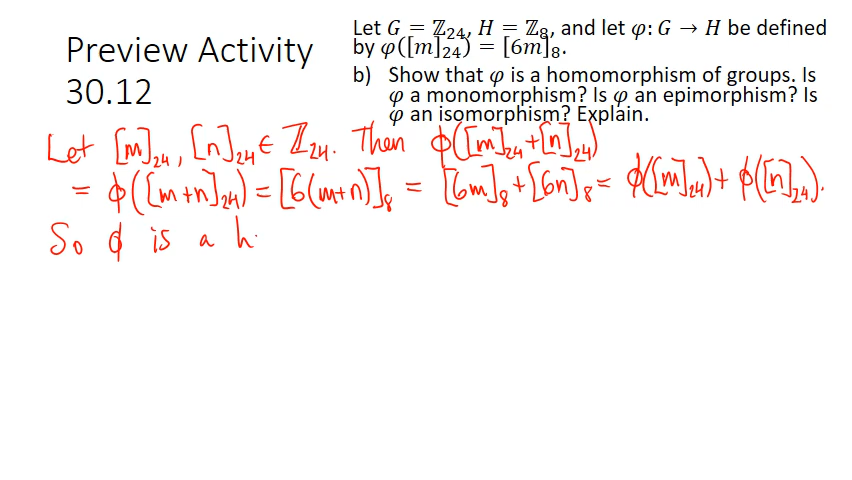 Preview Activity
30.12
Let G = ℤ₂₄, H = ℤ₈, and let φ: G → H be defined
by φ([m]₂₄) = [6m]₈.
b) Show that φ is a homomorphism of groups. Is
φ a monomorphism? Is φ an epimorphism? Is
φ an isomorphism? Explain.
Let [m]₂₄, [n]₂₄ ∈ ℤ₂₄. Then ϕ([m]₂₄+[n]₂₄)
= ϕ([m+n]₂₄) = [6(m+n)]₈ = [6m]₈+[6n]₈ = ϕ([m]₂₄)+ ϕ([n]₂₄).
So ϕ is a h